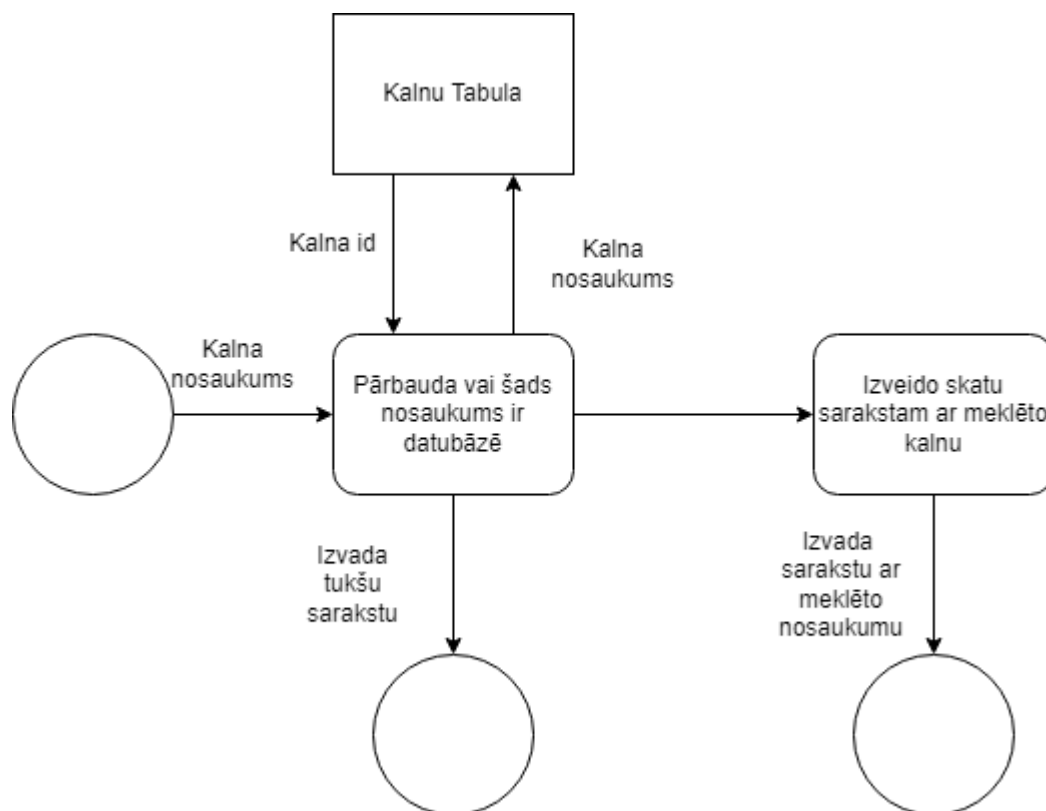 Kalnu Tabula
Kalna id
Kalna
nosaukums
Kalna
nosaukums
Pārbauda vai šāds
nosaukums ir
datubāzē
Izveido skatu
sarakstam ar meklēto
kalnu
Izvada
tukšu
sarakstu
Izvada
sarakstu ar
meklēto
nosaukumu